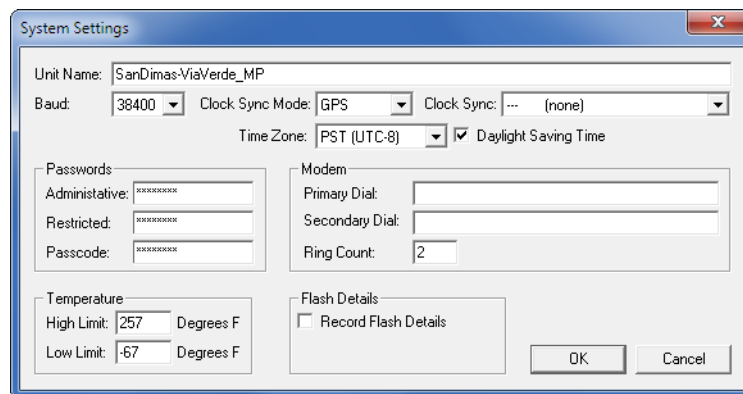 System Settings
Unit Name: SanDimas-ViaVerde_MP
Baud: 38400 Clock Sync Mode: GPS Clock Sync: --- (none)
Time Zone: PST (UTC-8) Daylight Saving Time
Passwords
Administative: ********
Restricted: ********
Passcode: ********
Modem
Primary Dial:
Secondary Dial:
Ring Count: 2
Temperature
High Limit: 257 Degrees F
Low Limit: -67 Degrees F
Flash Details
Record Flash Details
OK Cancel